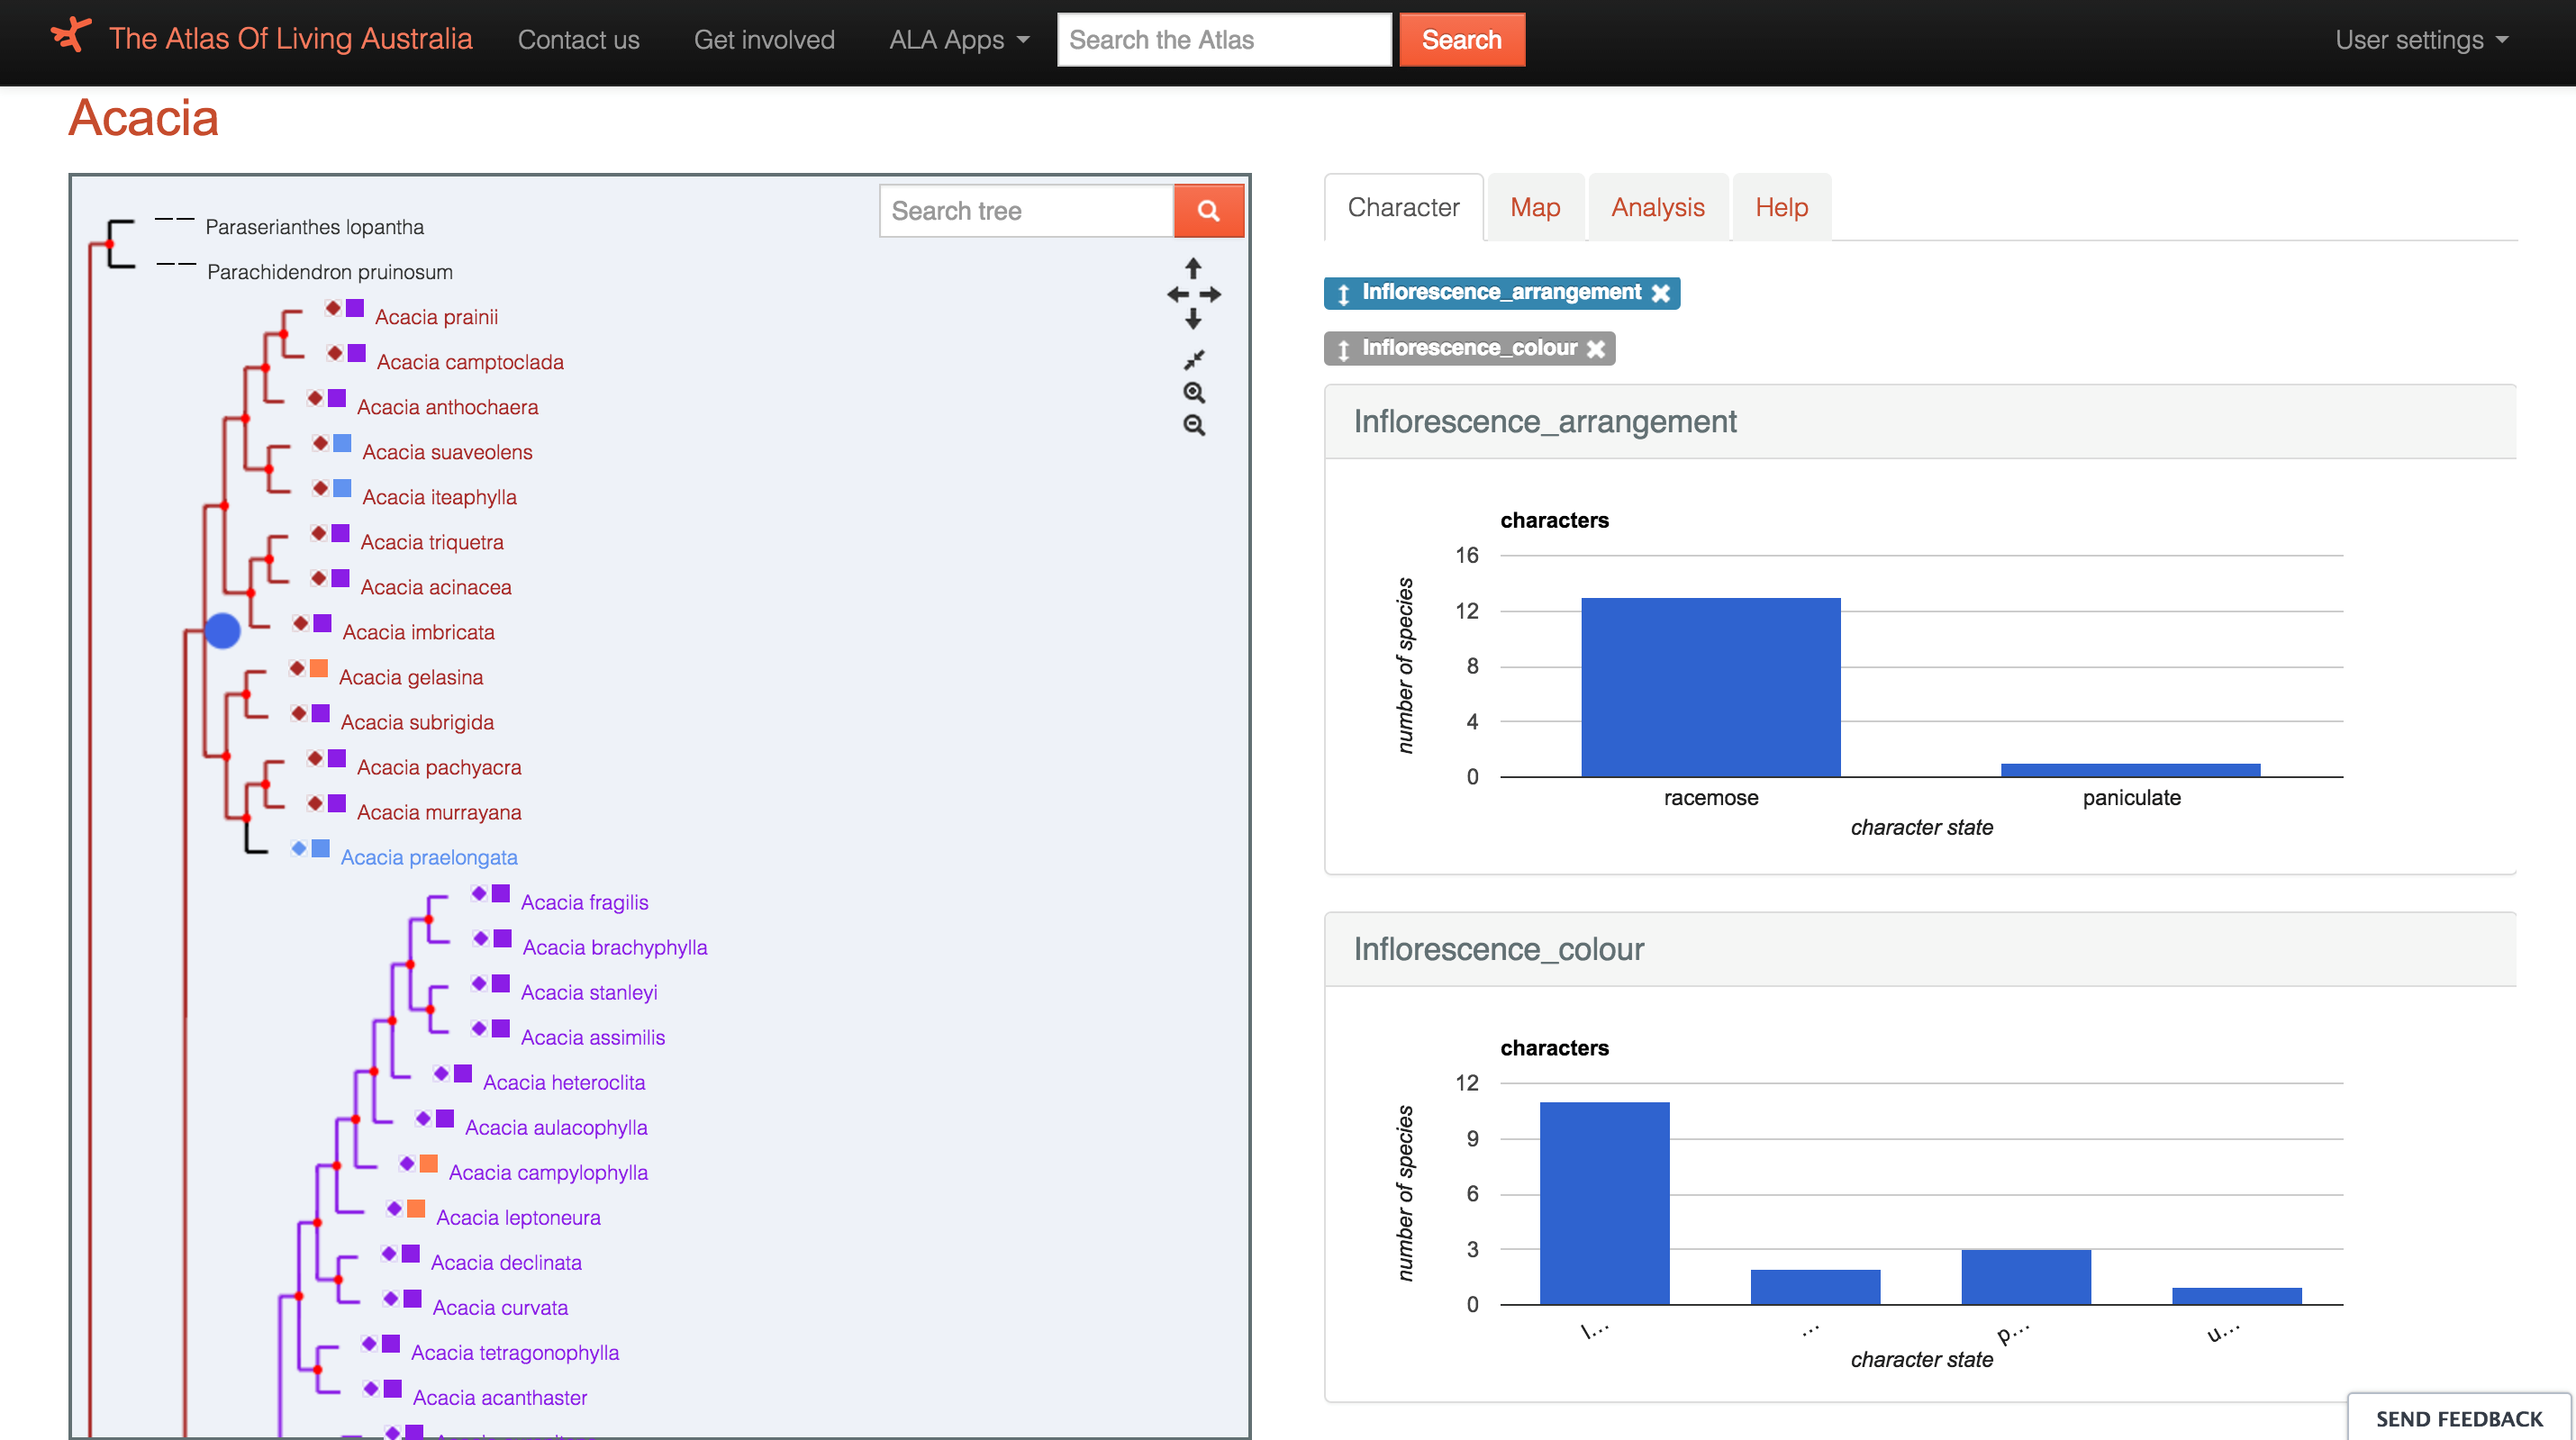 The Atlas Of Living Australia Contact us Get involved ALA Apps Search the Atlas Search User settings
Acacia
Search tree
Paraserianthes lopantha
Parachidendron pruinosum
Acacia prainii
Acacia camptoclada
Acacia anthochaera
Acacia suaveolens
Acacia iteaphylla
Acacia triquetra
Acacia acinacea
Acacia imbricata
Acacia gelasina
Acacia subrigida
Acacia pachyacra
Acacia murrayana
Acacia praelongata
Acacia fragilis
Acacia brachyphylla
Acacia stanleyi
Acacia assimilis
Acacia heteroclita
Acacia aulacophylla
Acacia campylophylla
Acacia leptoneura
Acacia declinata
Acacia curvata
Acacia tetragonophylla
Acacia acanthaster
Character Map Analysis Help
Inflorescence_arrangement
Inflorescence_colour
Inflorescence_arrangement
characters
number of species
16
12
8
4
0
racemose paniculate
character state
Inflorescence_colour
characters
number of species
12
9
6
3
0
l... ... p... u...
character state
SEND FEEDBACK